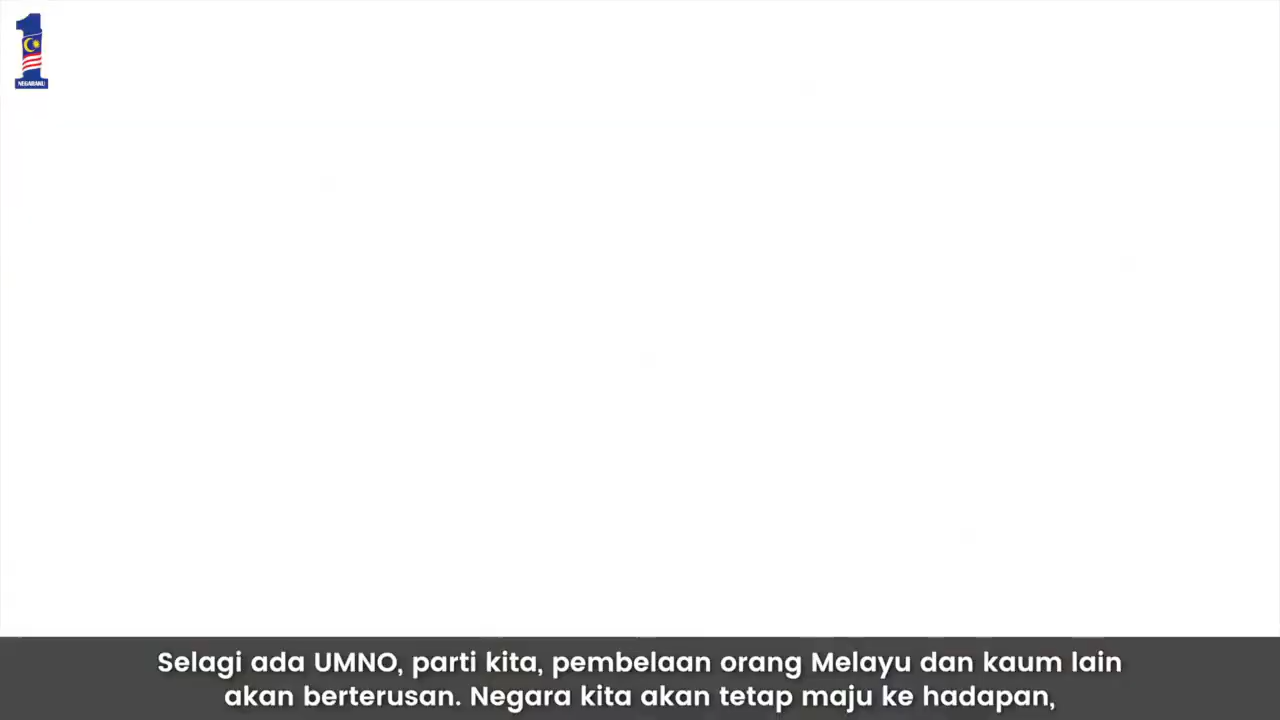 NEGARAKU
Selagi ada UMNO, parti kita, pembelaan orang Melayu dan kaum lain
akan berterusan. Negara kita akan tetap maju ke hadapan,